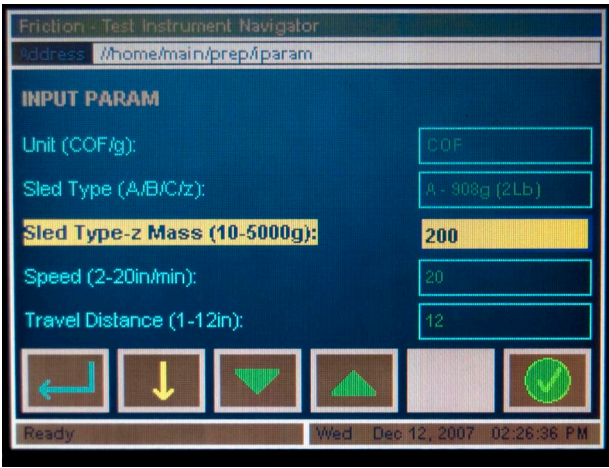 Friction - Test Instrument Navigator
Address //home/main/prep/iparam
INPUT PARAM
Unit (COF/g): COF
Sled Type (A/B/C/z): A - 908g (2Lb)
Sled Type-z Mass (10-5000g): 200
Speed (2-20in/min): 20
Travel Distance (1-12in): 12
Ready Wed Dec 12, 2007 02:26:36 PM